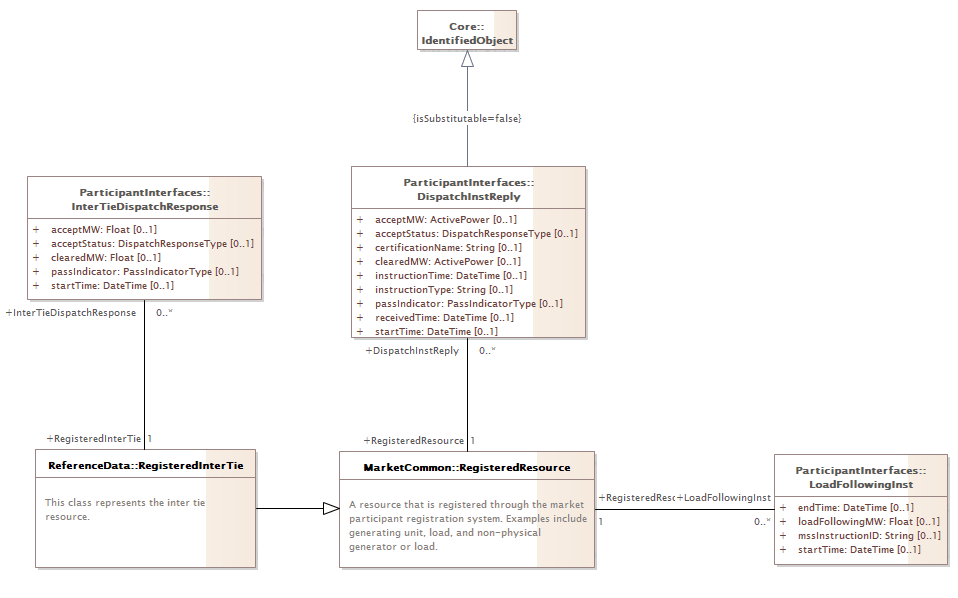 Core::
IdentifiedObject
{isSubstitutable=false}
ParticipantInterfaces::
InterTieDispatchResponse
+ acceptMW: Float [0..1]
+ acceptStatus: DispatchResponseType [0..1]
+ clearedMW: Float [0..1]
+ passIndicator: PassIndicatorType [0..1]
+ startTime: DateTime [0..1]
ParticipantInterfaces::
DispatchInstReply
+ acceptMW: ActivePower [0..1]
+ acceptStatus: DispatchResponseType [0..1]
+ certificationName: String [0..1]
+ clearedMW: ActivePower [0..1]
+ instructionTime: DateTime [0..1]
+ instructionType: String [0..1]
+ passIndicator: PassIndicatorType [0..1]
+ receivedTime: DateTime [0..1]
+ startTime: DateTime [0..1]
+InterTieDispatchResponse 0..*
+DispatchInstReply 0..*
+RegisteredInterTie 1
+RegisteredResource 1
ReferenceData::RegisteredInterTie
This class represents the inter tie
resource.
MarketCommon::RegisteredResource
A resource that is registered through the market
participant registration system. Examples include
generating unit, load, and non-physical
generator or load.
+RegisteredResc +LoadFollowingInst
1 0..*
ParticipantInterfaces::
LoadFollowingInst
+ endTime: DateTime [0..1]
+ loadFollowingMW: Float [0..1]
+ mssInstructionID: String [0..1]
+ startTime: DateTime [0..1]